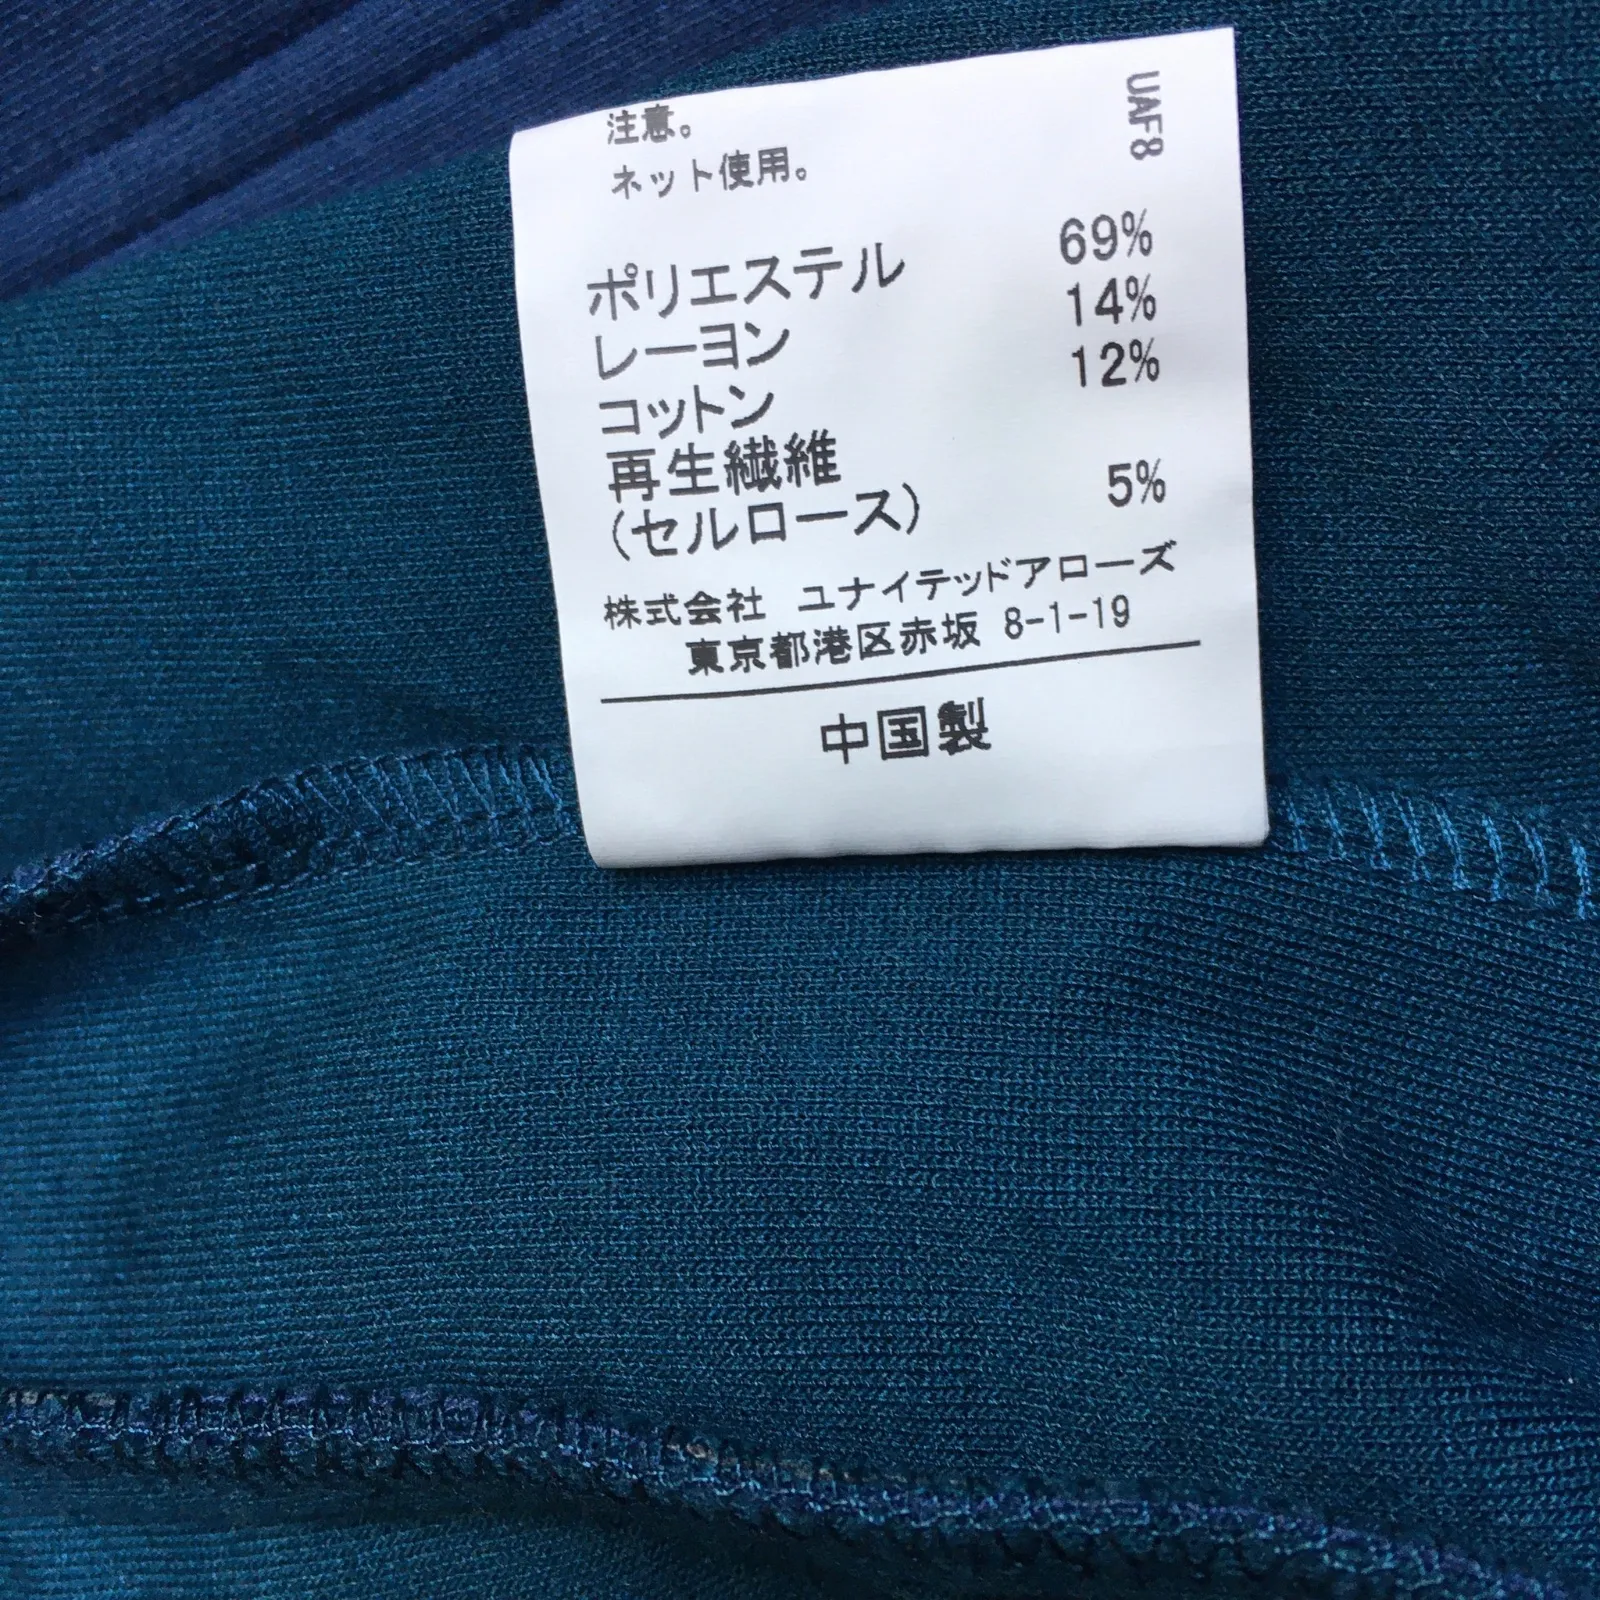 UAF8
注意。
ネット使用。
ポリエステル 69%
レーヨン 14%
コットン 12%
再生繊維
(セルロース) 5%
株式会社 ユナイテッドアローズ
東京都港区赤坂 8-1-19
中国製